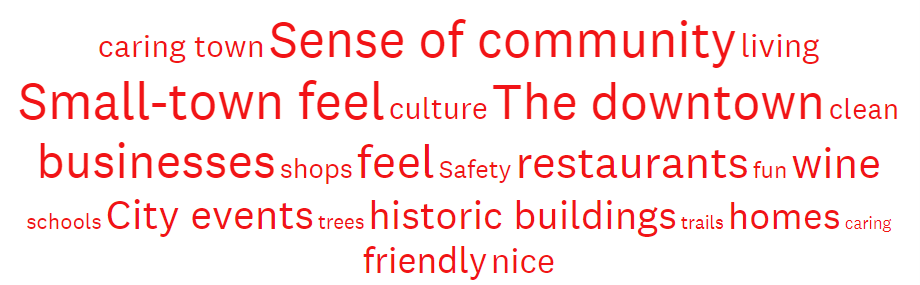 caring town Sense of community living
Small-town feel culture The downtown clean
businesses shops feel Safety restaurants fun wine
schools City events trees historic buildings trails homes caring
friendly nice